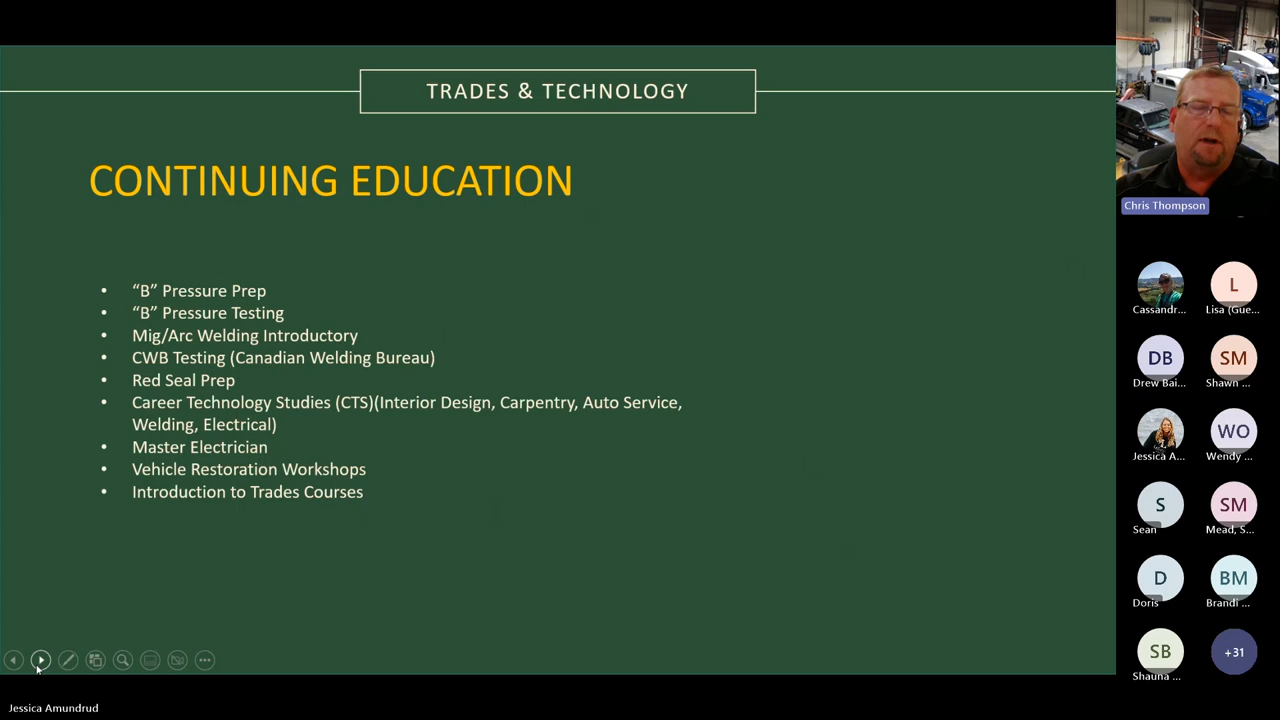 TRADES & TECHNOLOGY
CONTINUING EDUCATION
• “B” Pressure Prep
• “B” Pressure Testing
• Mig/Arc Welding Introductory
• CWB Testing (Canadian Welding Bureau)
• Red Seal Prep
• Career Technology Studies (CTS)(Interior Design, Carpentry, Auto Service,
Welding, Electrical)
• Master Electrician
• Vehicle Restoration Workshops
• Introduction to Trades Courses
Jessica Amundrud
Chris Thompson
L
Cassandr... Lisa (Gue...
DB SM
Drew Bai... Shawn ...
WO
Jessica A... Wendy ...
S SM
Sean Mead, S...
D BM
Doris Brandi ...
SB +31
Shauna ...